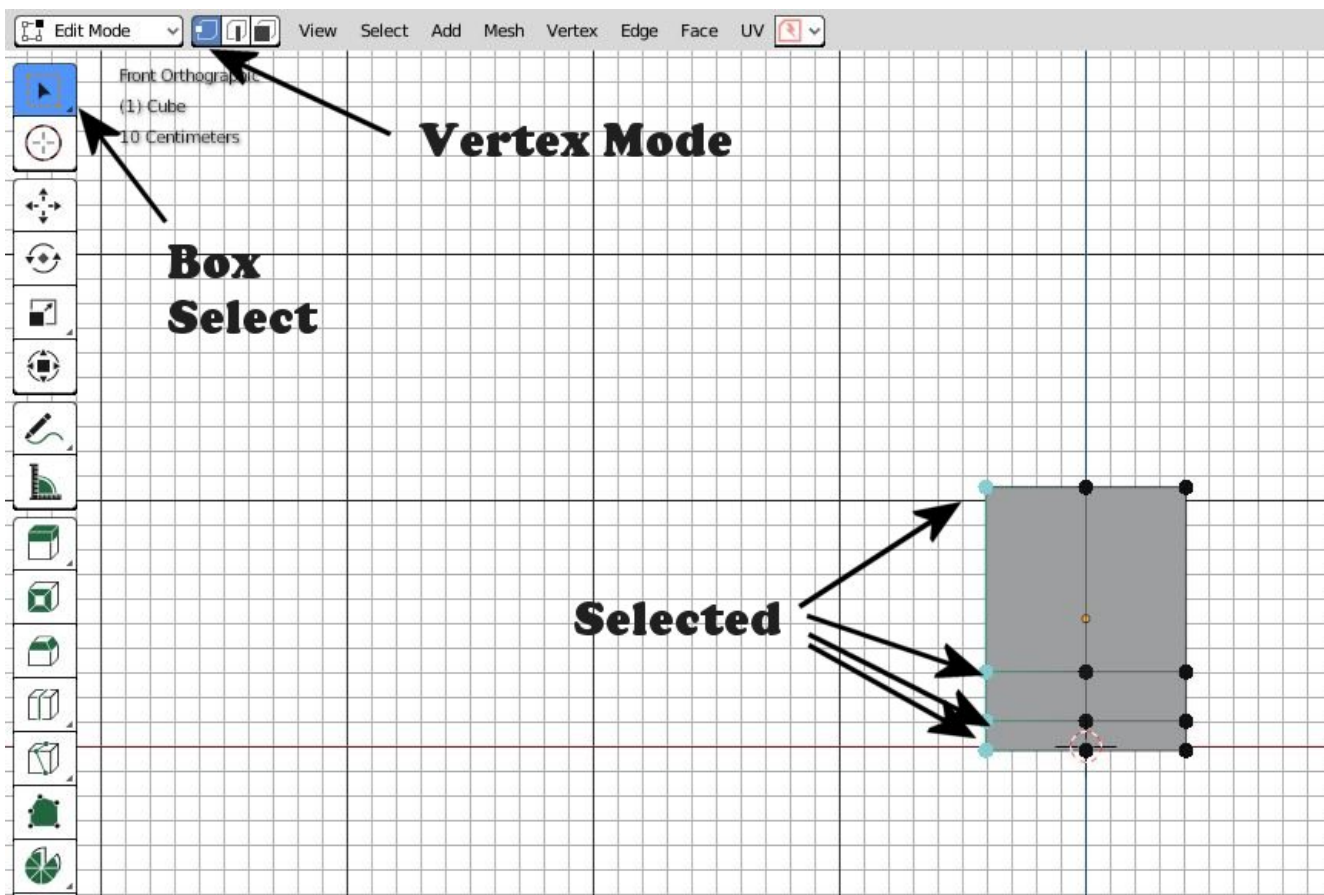 Edit Mode View Select Add Mesh Vertex Edge Face UV
Front Orthographic
(1) Cube
10 Centimeters
Vertex Mode
Box
Select
Selected